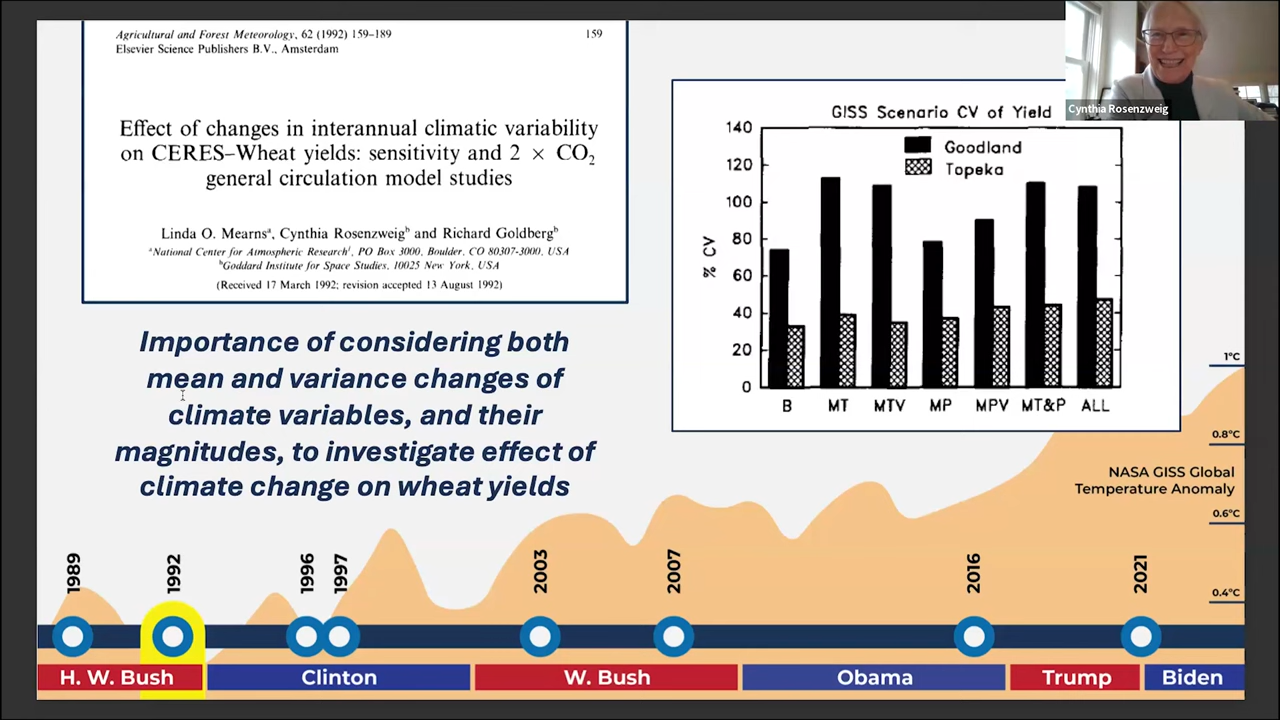 Agricultural and Forest Meteorology, 62 (1992) 159–189 159
Elsevier Science Publishers B.V., Amsterdam
Effect of changes in interannual climatic variability
on CERES–Wheat yields: sensitivity and 2 × CO₂
general circulation model studies
Linda O. Mearnsᵃ, Cynthia Rosenzweigᵇ and Richard Goldbergᵇ
ᵃNational Center for Atmospheric Research¹, PO Box 3000, Boulder, CO 80307-3000, USA
ᵇGoddard Institute for Space Studies, 10025 New York, USA
(Received 17 March 1992; revision accepted 13 August 1992)
Cynthia Rosenzweig
GISS Scenario CV of Yield
Goodland
Topeka
% CV
140
120
100
80
60
40
20
0
B MT MTV MP MPV MT&P ALL
Importance of considering both
mean and variance changes of
climate variables, and their
magnitudes, to investigate effect of
climate change on wheat yields
1°C
0.8°C
NASA GISS Global
Temperature Anomaly
0.6°C
0.4°C
1989 1992 1996 1997 2003 2007 2016 2021
H. W. Bush Clinton W. Bush Obama Trump Biden